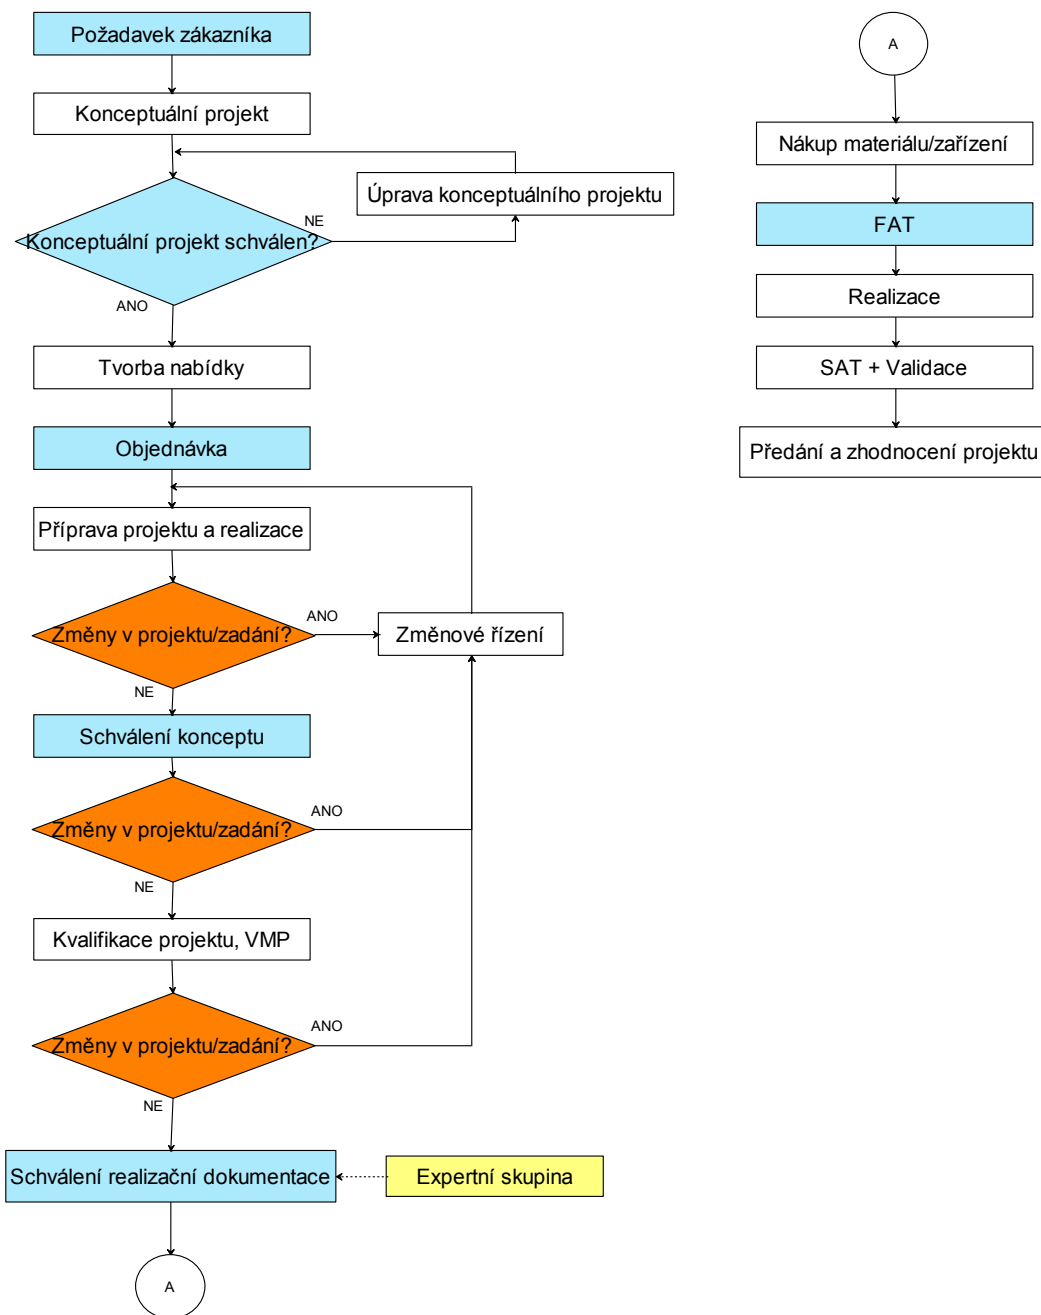 Požadavek zákazníka
Konceptuální projekt
Úprava konceptuálního projektu
NE
Konceptuální projekt schválen?
ANO
Tvorba nabídky
Objednávka
Příprava projektu a realizace
ANO
Změny v projektu/zadání?
Změnové řízení
NE
Schválení konceptu
ANO
Změny v projektu/zadání?
NE
Kvalifikace projektu, VMP
ANO
Změny v projektu/zadání?
NE
Schválení realizační dokumentace
Expertní skupina
A
A
Nákup materiálu/zařízení
FAT
Realizace
SAT + Validace
Předání a zhodnocení projektu